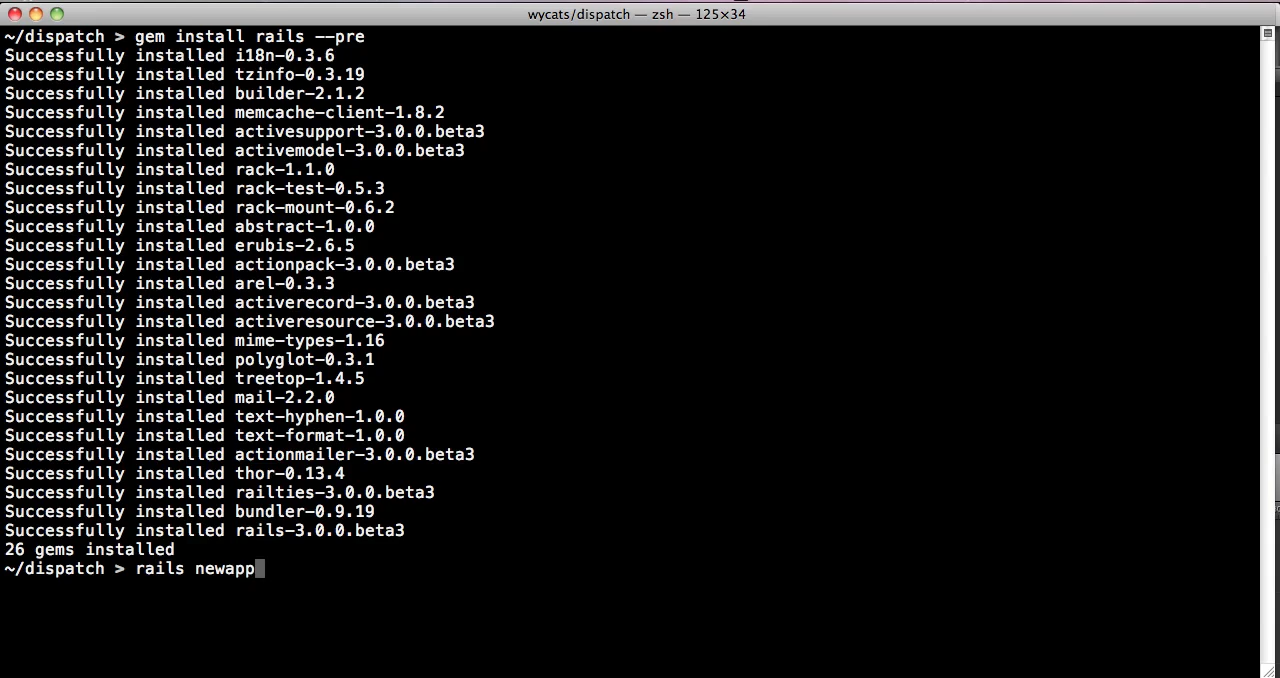 wycats/dispatch — zsh — 125×34
~/dispatch > gem install rails --pre
Successfully installed i18n-0.3.6
Successfully installed tzinfo-0.3.19
Successfully installed builder-2.1.2
Successfully installed memcache-client-1.8.2
Successfully installed activesupport-3.0.0.beta3
Successfully installed activemodel-3.0.0.beta3
Successfully installed rack-1.1.0
Successfully installed rack-test-0.5.3
Successfully installed rack-mount-0.6.2
Successfully installed abstract-1.0.0
Successfully installed erubis-2.6.5
Successfully installed actionpack-3.0.0.beta3
Successfully installed arel-0.3.3
Successfully installed activerecord-3.0.0.beta3
Successfully installed activeresource-3.0.0.beta3
Successfully installed mime-types-1.16
Successfully installed polyglot-0.3.1
Successfully installed treetop-1.4.5
Successfully installed mail-2.2.0
Successfully installed text-hyphen-1.0.0
Successfully installed text-format-1.0.0
Successfully installed actionmailer-3.0.0.beta3
Successfully installed thor-0.13.4
Successfully installed railties-3.0.0.beta3
Successfully installed bundler-0.9.19
Successfully installed rails-3.0.0.beta3
26 gems installed
~/dispatch > rails newapp